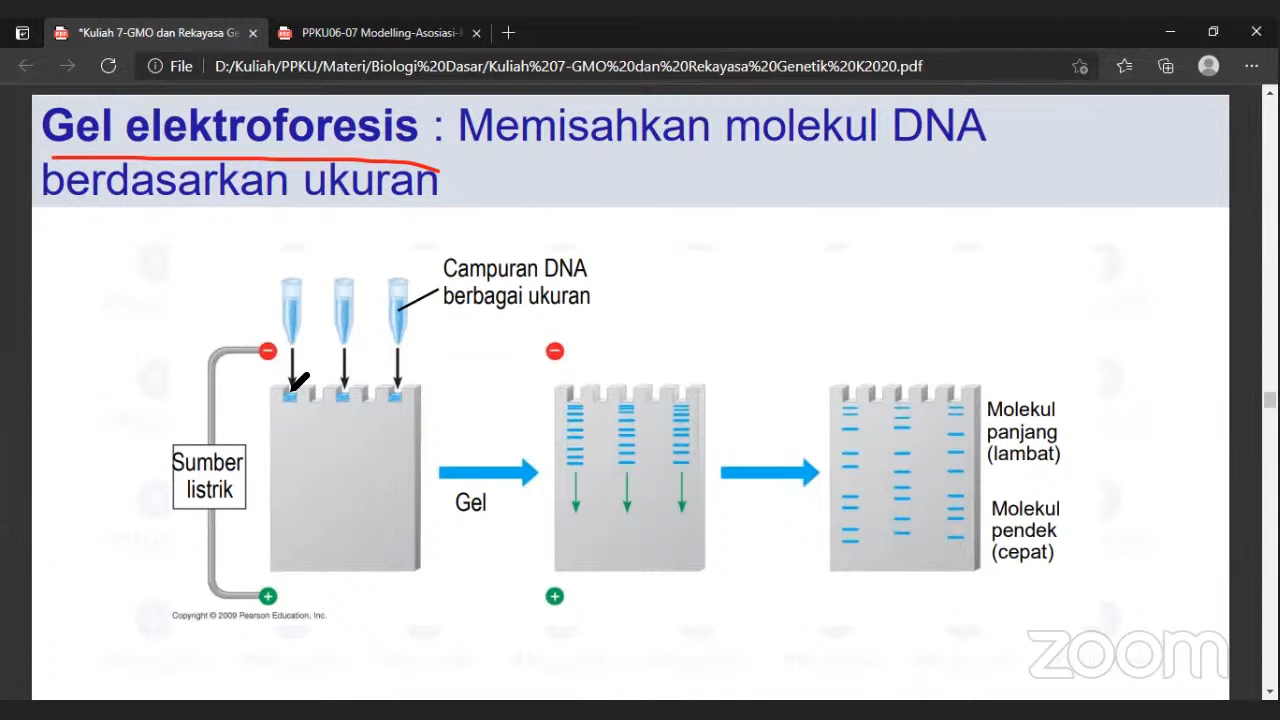 *Kuliah 7-GMO dan Rekayasa Ge
PPKU06-07 Modelling-Asosiasi-
File
D:/Kuliah/PPKU/Materi/Biologi%20Dasar/Kuliah%207-GMO%20dan%20Rekayasa%20Genetik%20K2020.pdf
Gel elektroforesis : Memisahkan molekul DNA
berdasarkan ukuran
Campuran DNA
berbagai ukuran
Sumber
listrik
Gel
Molekul
panjang
(lambat)
Molekul
pendek
(cepat)
Copyright © 2009 Pearson Education, Inc.
zoom